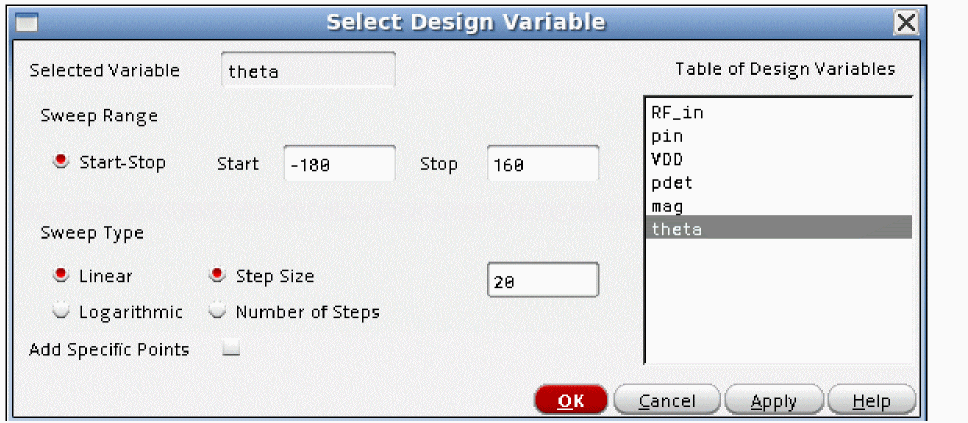 Select Design Variable
Selected Variable theta
Table of Design Variables
Sweep Range
Start-Stop Start -180 Stop 160
RF_in
pin
VDD
pdet
mag
theta
Sweep Type
Linear Step Size 20
Logarithmic Number of Steps
Add Specific Points
OK Cancel Apply Help